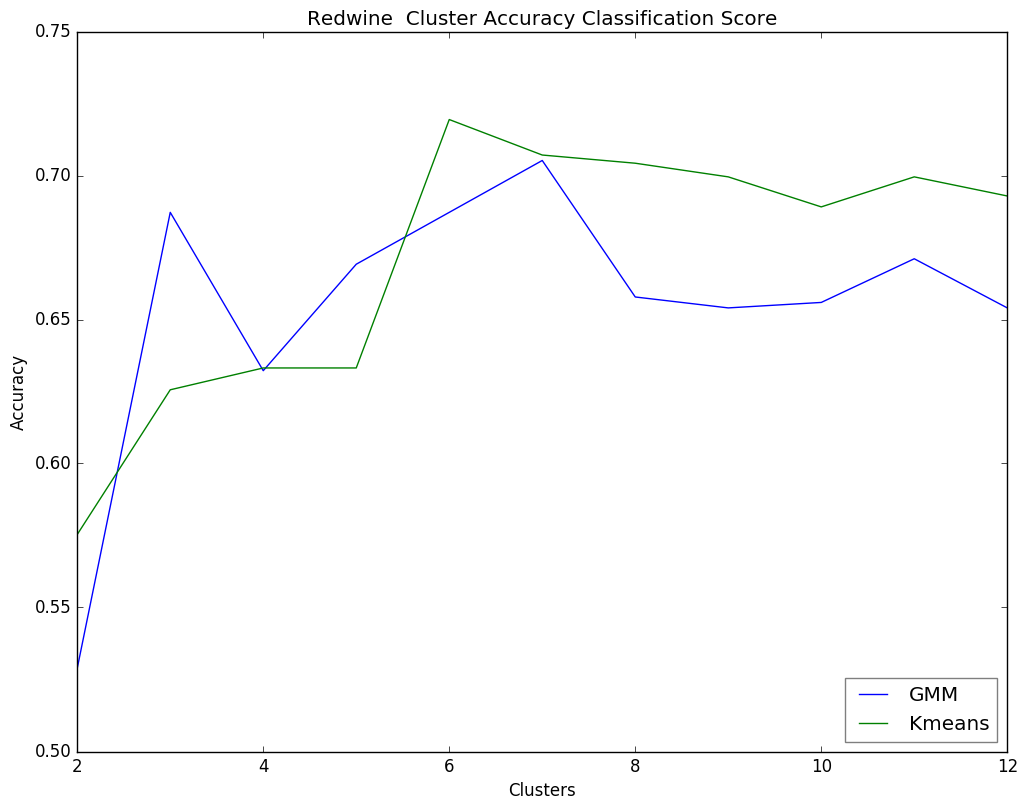 Redwine  Cluster Accuracy Classification Score
0.75
0.70
0.65
0.60
0.55
0.50
Accuracy
2 4 6 8 10 12
Clusters
GMM
Kmeans